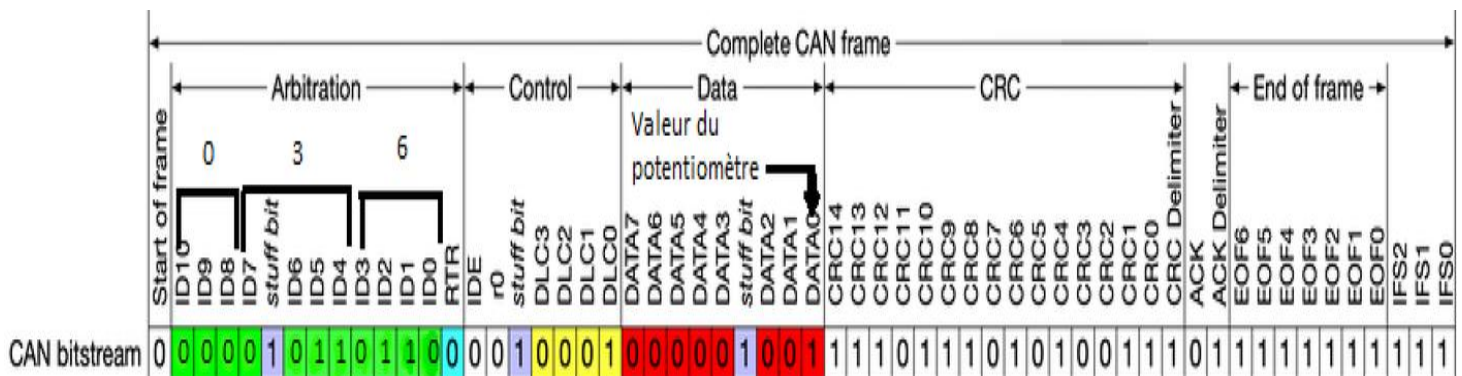 Complete CAN frame
Arbitration Control Data CRC End of frame
0 3 6
Valeur du
potentiomètre
Start of frame
ID10
ID9
ID8
ID7
stuff bit
ID6
ID5
ID4
ID3
ID2
ID1
ID0
RTR
IDE
r0
stuff bit
DLC3
DLC2
DLC1
DLC0
DATA7
DATA6
DATA5
DATA4
DATA3
stuff bit
DATA2
DATA1
DATA0
CRC14
CRC13
CRC12
CRC11
CRC10
CRC9
CRC8
CRC7
CRC6
CRC5
CRC4
CRC3
CRC2
CRC1
CRC0
CRC Delimiter
ACK
ACK Delimiter
EOF6
EOF5
EOF4
EOF3
EOF2
EOF1
EOF0
IFS2
IFS1
IFS0
CAN bitstream 0 0 0 0 0 1 0 1 1 0 1 1 0 0 0 0 1 0 0 0 1 0 0 0 0 0 1 0 0 1 1 1 1 0 1 1 1 0 1 0 1 0 0 1 1 1 0 1 1 1 1 1 1 1 1 1 1 1